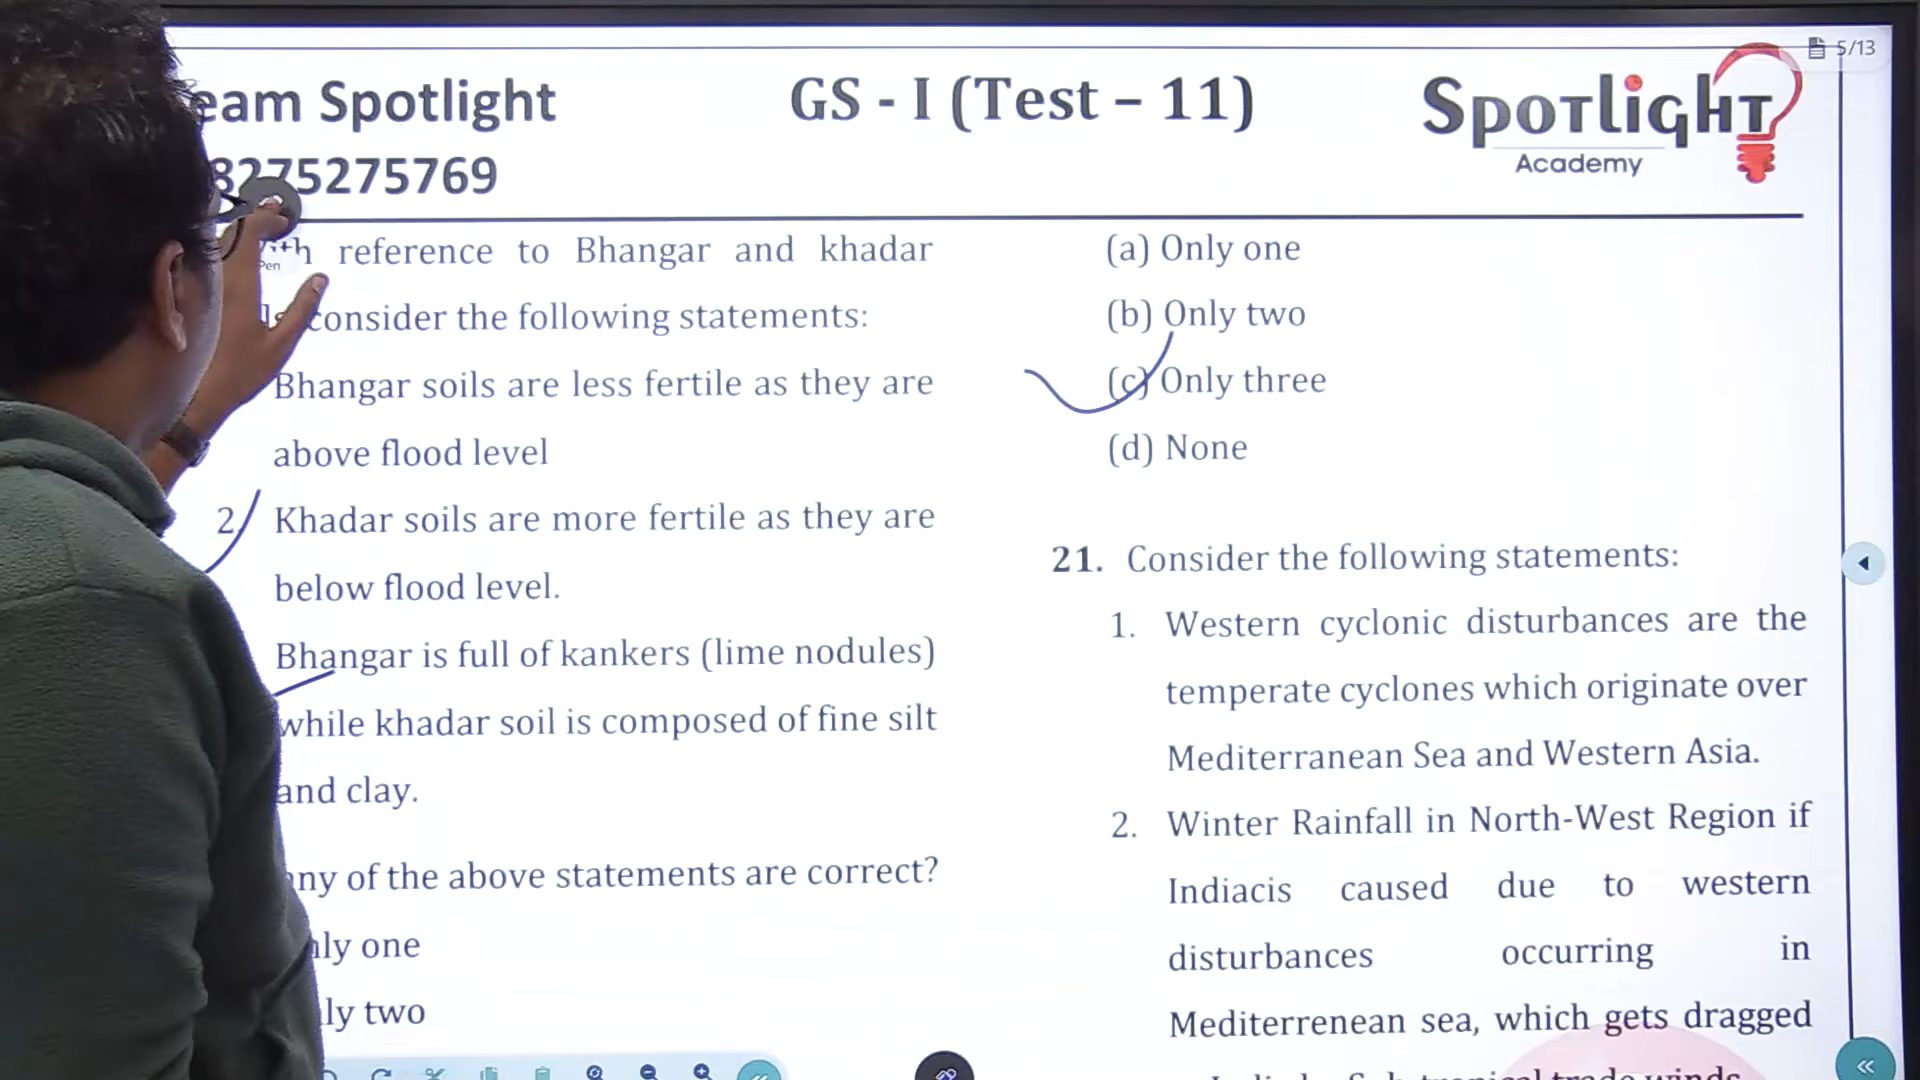 eam Spotlight
8275275769
GS - I (Test – 11)
Spotlight
Academy
5/13
reference to Bhangar and khadar
consider the following statements:
Bhangar soils are less fertile as they are
above flood level
2. Khadar soils are more fertile as they are
below flood level.
Bhangar is full of kankers (lime nodules)
while khadar soil is composed of fine silt
and clay.
of the above statements are correct?
one
two
Pen
(a) Only one
(b) Only two
(c) Only three
(d) None
21. Consider the following statements:
1. Western cyclonic disturbances are the
temperate cyclones which originate over
Mediterranean Sea and Western Asia.
2. Winter Rainfall in North-West Region if
Indiacis caused due to western
disturbances occurring in
Mediterrenean sea, which gets dragged
trade winds